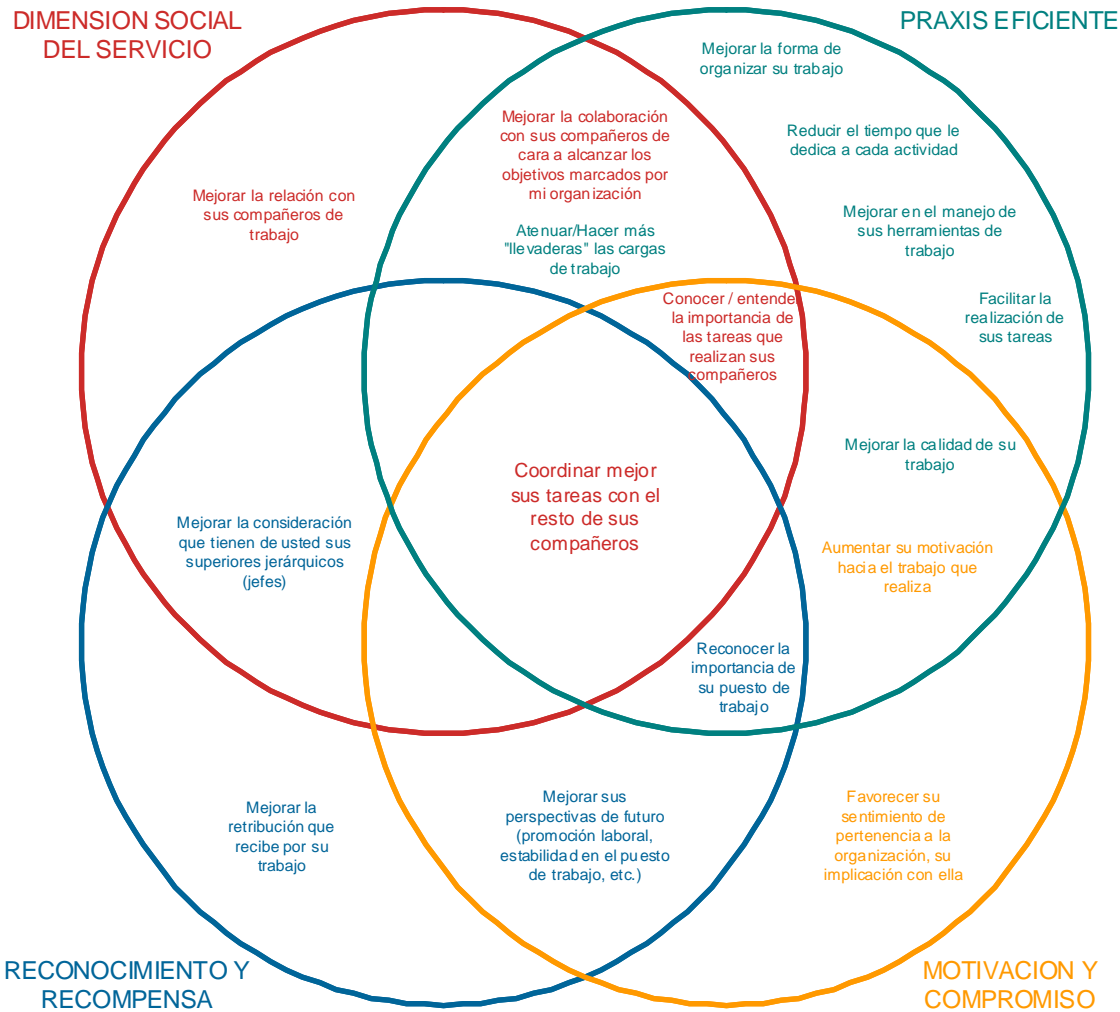 DIMENSION SOCIAL
DEL SERVICIO
PRAXIS EFICIENTE
Mejorar la forma de
organizar su trabajo
Mejorar la colaboración
con sus compañeros de
cara a alcanzar los
objetivos marcados por
mi organización
Reducir el tiempo que le
dedica a cada actividad
Mejorar la relación con
sus compañeros de
trabajo
Atenuar/Hacer más
"llevaderas" las cargas
de trabajo
Mejorar en el manejo de
sus herramientas de
trabajo
Conocer / entender
la importancia de
las tareas que
realizan sus
compañeros
Facilitar la
realización de
sus tareas
Mejorar la calidad de su
trabajo
Coordinar mejor
sus tareas con el
resto de sus
compañeros
Mejorar la consideración
que tienen de usted sus
superiores jerárquicos
(jefes)
Aumentar su motivación
hacia el trabajo que
realiza
Reconocer la
importancia de
su puesto de
trabajo
Mejorar la
retribución que
recibe por su
trabajo
Mejorar sus
perspectivas de futuro
(promoción laboral,
estabilidad en el puesto
de trabajo, etc.)
Favorecer su
sentimiento de
pertenencia a la
organización, su
implicación con ella
RECONOCIMIENTO Y
RECOMPENSA
MOTIVACION Y
COMPROMISO